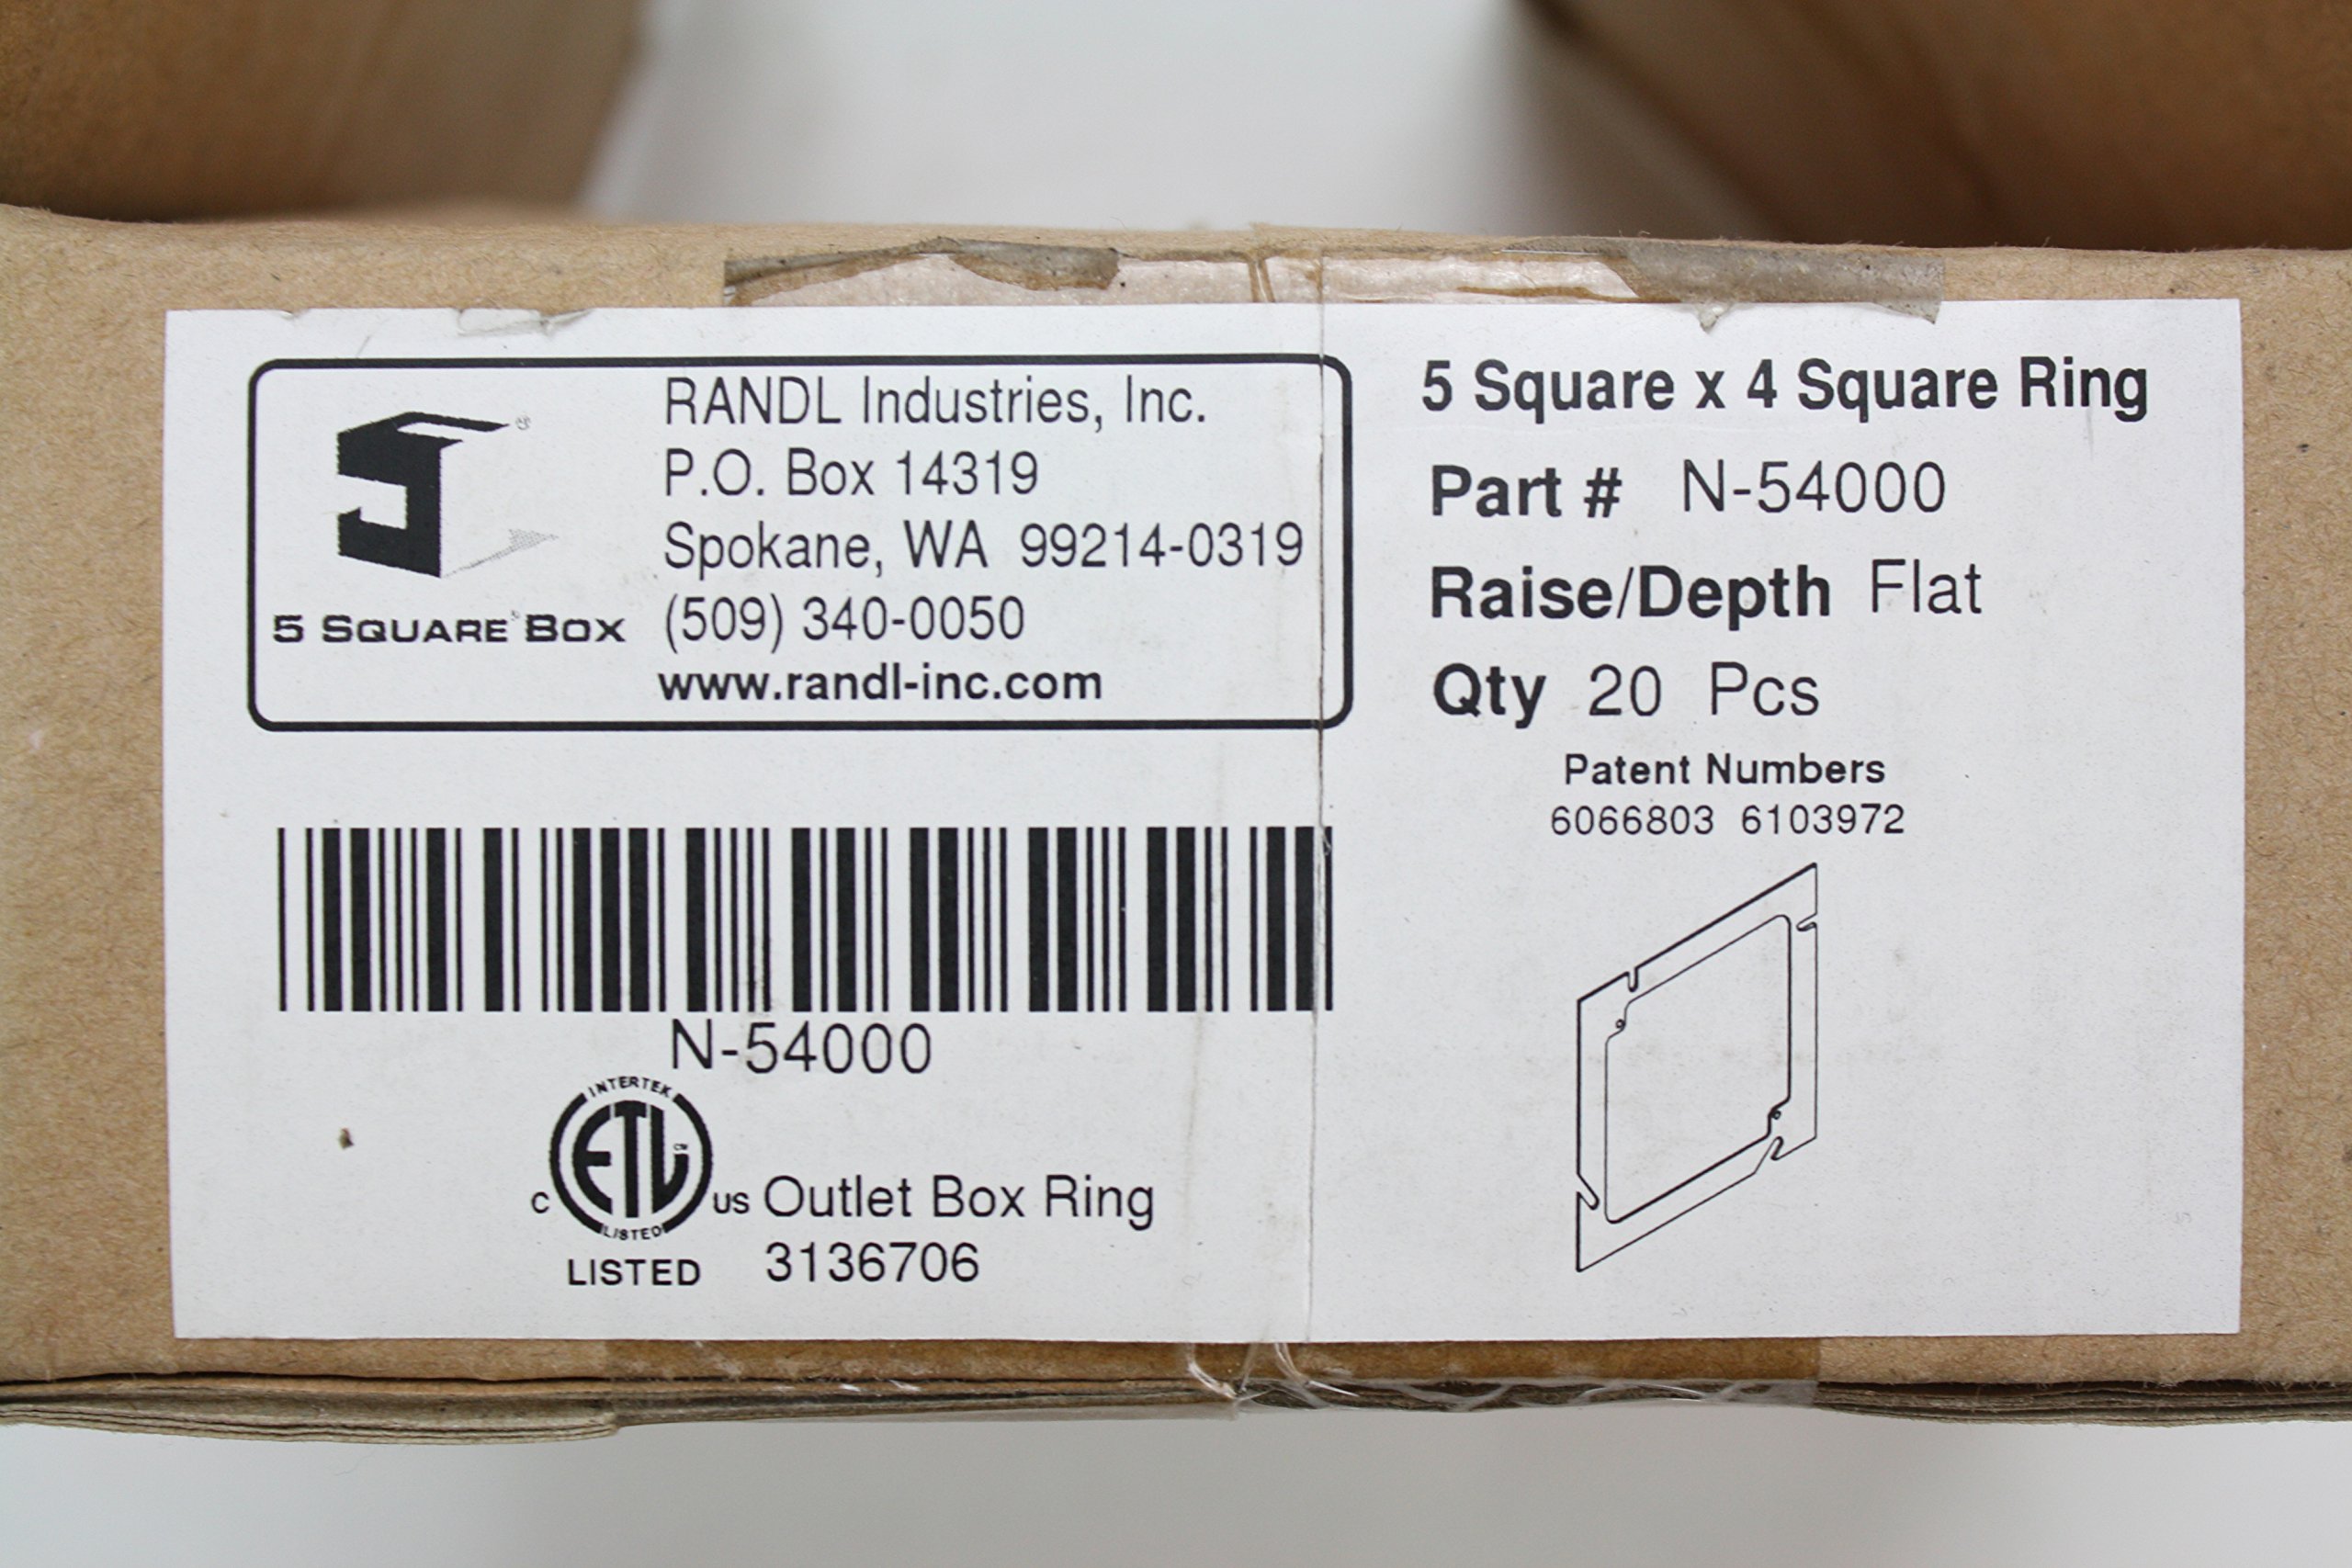 RANDL Industries, Inc.
P.O. Box 14319
Spokane, WA 99214-0319
(509) 340-0050
www.randl-inc.com
5 SQUARE BOX
5 Square x 4 Square Ring
Part # N-54000
Raise/Depth Flat
Qty 20 Pcs
Patent Numbers
6066803 6103972
N-54000
INTERTEK
ETL
LISTED
C
US
LISTED
Outlet Box Ring
3136706